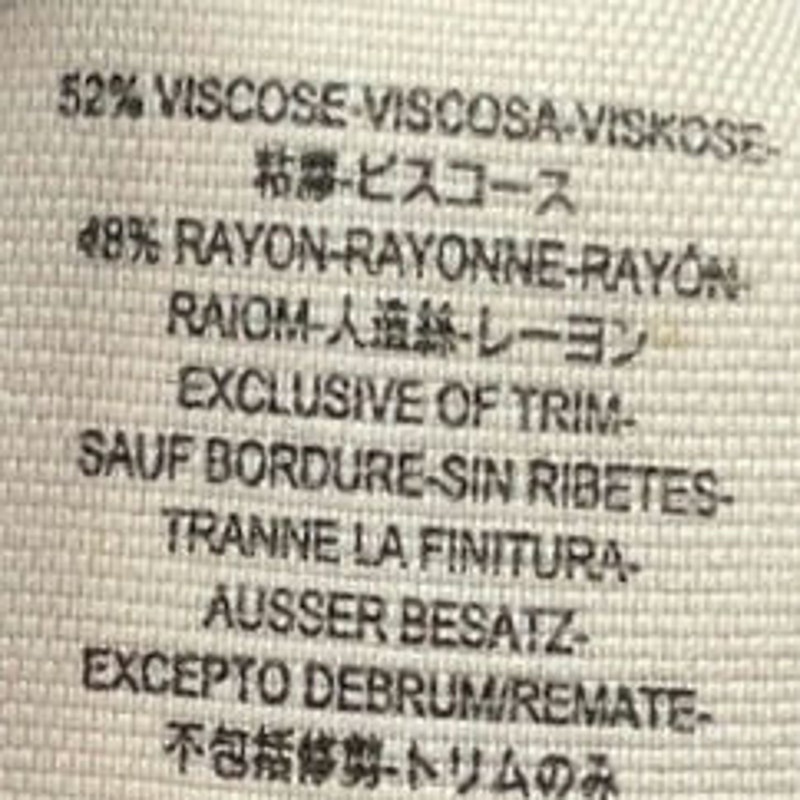 52% VISCOSE-VISCOSA-VISKOSE-
粘膠-ビスコース
48% RAYON-RAYONNE-RAYÓN-
RAIOM-人造絲-レーヨン
EXCLUSIVE OF TRIM-
SAUF BORDURE-SIN RIBETES-
TRANNE LA FINITURA-
AUSSER BESATZ-
EXCEPTO DEBRUM/REMATE-
不包括修剪-トリムのみ